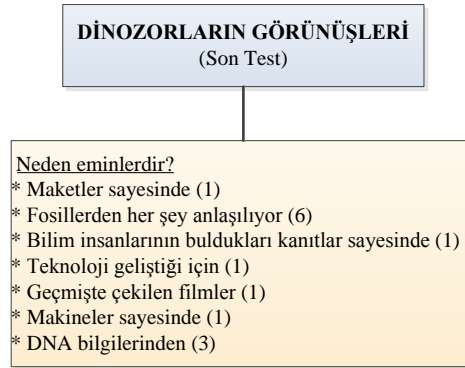 DİNOZORLARIN GÖRÜNÜŞLERİ
(Son Test)
Neden eminlerdir?
* Maketler sayesinde (1)
* Fosillerden her şey anlaşılıyor (6)
* Bilim insanlarının buldukları kanıtlar sayesinde (1)
* Teknoloji geliştiği için (1)
* Geçmişte çekilen filmler (1)
* Makineler sayesinde (1)
* DNA bilgilerinden (3)